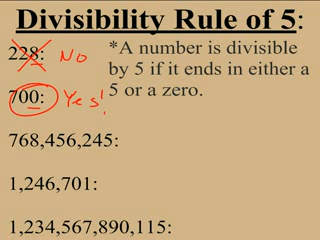 Divisibility Rule of 5:
228: No
*A number is divisible
by 5 if it ends in either a
700: Yes!
5 or a zero.
768,456,245:
1,246,701:
1,234,567,890,115: